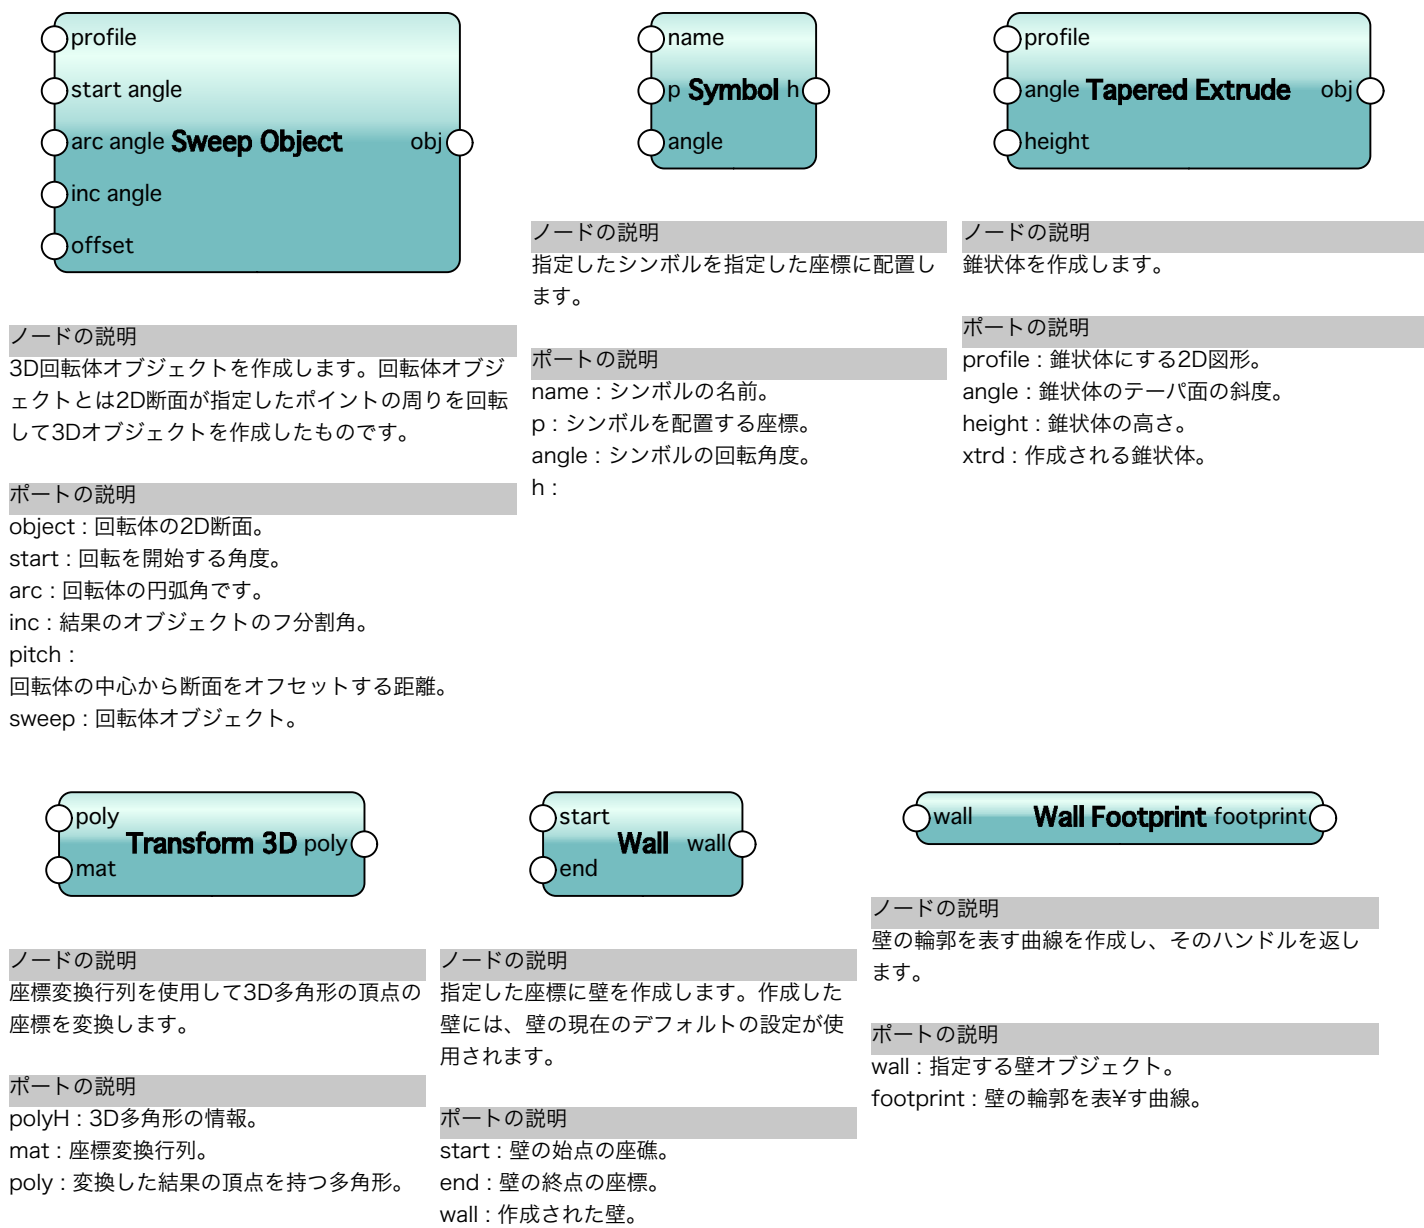 profile
start angle
arc angle Sweep Object obj
inc angle
offset
ノードの説明
3D回転体オブジェクトを作成します。回転体オブジ
ェクトとは2D断面が指定したポイントの周りを回転
して3Dオブジェクトを作成したものです。
ポートの説明
object : 回転体の2D断面。
start : 回転を開始する角度。
arc : 回転体の円弧角です。
inc : 結果のオブジェクトのフ分割角。
pitch :
回転体の中心から断面をオフセットする距離。
sweep : 回転体オブジェクト。
name
p Symbol h
angle
ノードの説明
指定したシンボルを指定した座標に配置し
ます。
ポートの説明
name : シンボルの名前。
p : シンボルを配置する座標。
angle : シンボルの回転角度。
h :
profile
angle Tapered Extrude obj
height
ノードの説明
錐状体を作成します。
ポートの説明
profile : 錐状体にする2D図形。
angle : 錐状体のテーパ面の斜度。
height : 錐状体の高さ。
xtrd : 作成される錐状体。
poly
Transform 3D poly
mat
ノードの説明
座標変換行列を使用して3D多角形の頂点の
座標を変換します。
ポートの説明
polyH : 3D多角形の情報。
mat : 座標変換行列。
poly : 変換した結果の頂点を持つ多角形。
start
Wall wall
end
ノードの説明
指定した座標に壁を作成します。作成した
壁には、壁の現在のデフォルトの設定が使
用されます。
ポートの説明
start : 壁の始点の座礁。
end : 壁の終点の座標。
wall : 作成された壁。
wall Wall Footprint footprint
ノードの説明
壁の輪郭を表す曲線を作成し、そのハンドルを返し
ます。
ポートの説明
wall : 指定する壁オブジェクト。
footprint : 壁の輪郭を表¥す曲線。